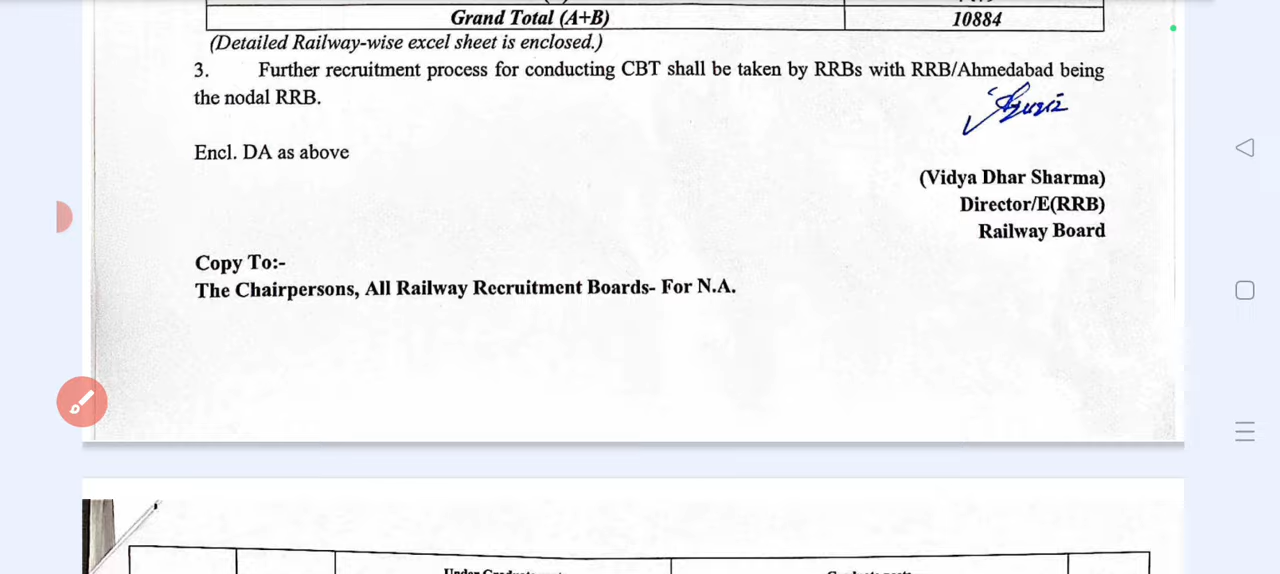 Grand Total (A+B) 10884
(Detailed Railway-wise excel sheet is enclosed.)
3. Further recruitment process for conducting CBT shall be taken by RRBs with RRB/Ahmedabad being
the nodal RRB.
Encl. DA as above
(Vidya Dhar Sharma)
Director/E(RRB)
Railway Board
Copy To:-
The Chairpersons, All Railway Recruitment Boards- For N.A.